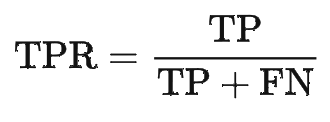 TPR = TP / (TP + FN)